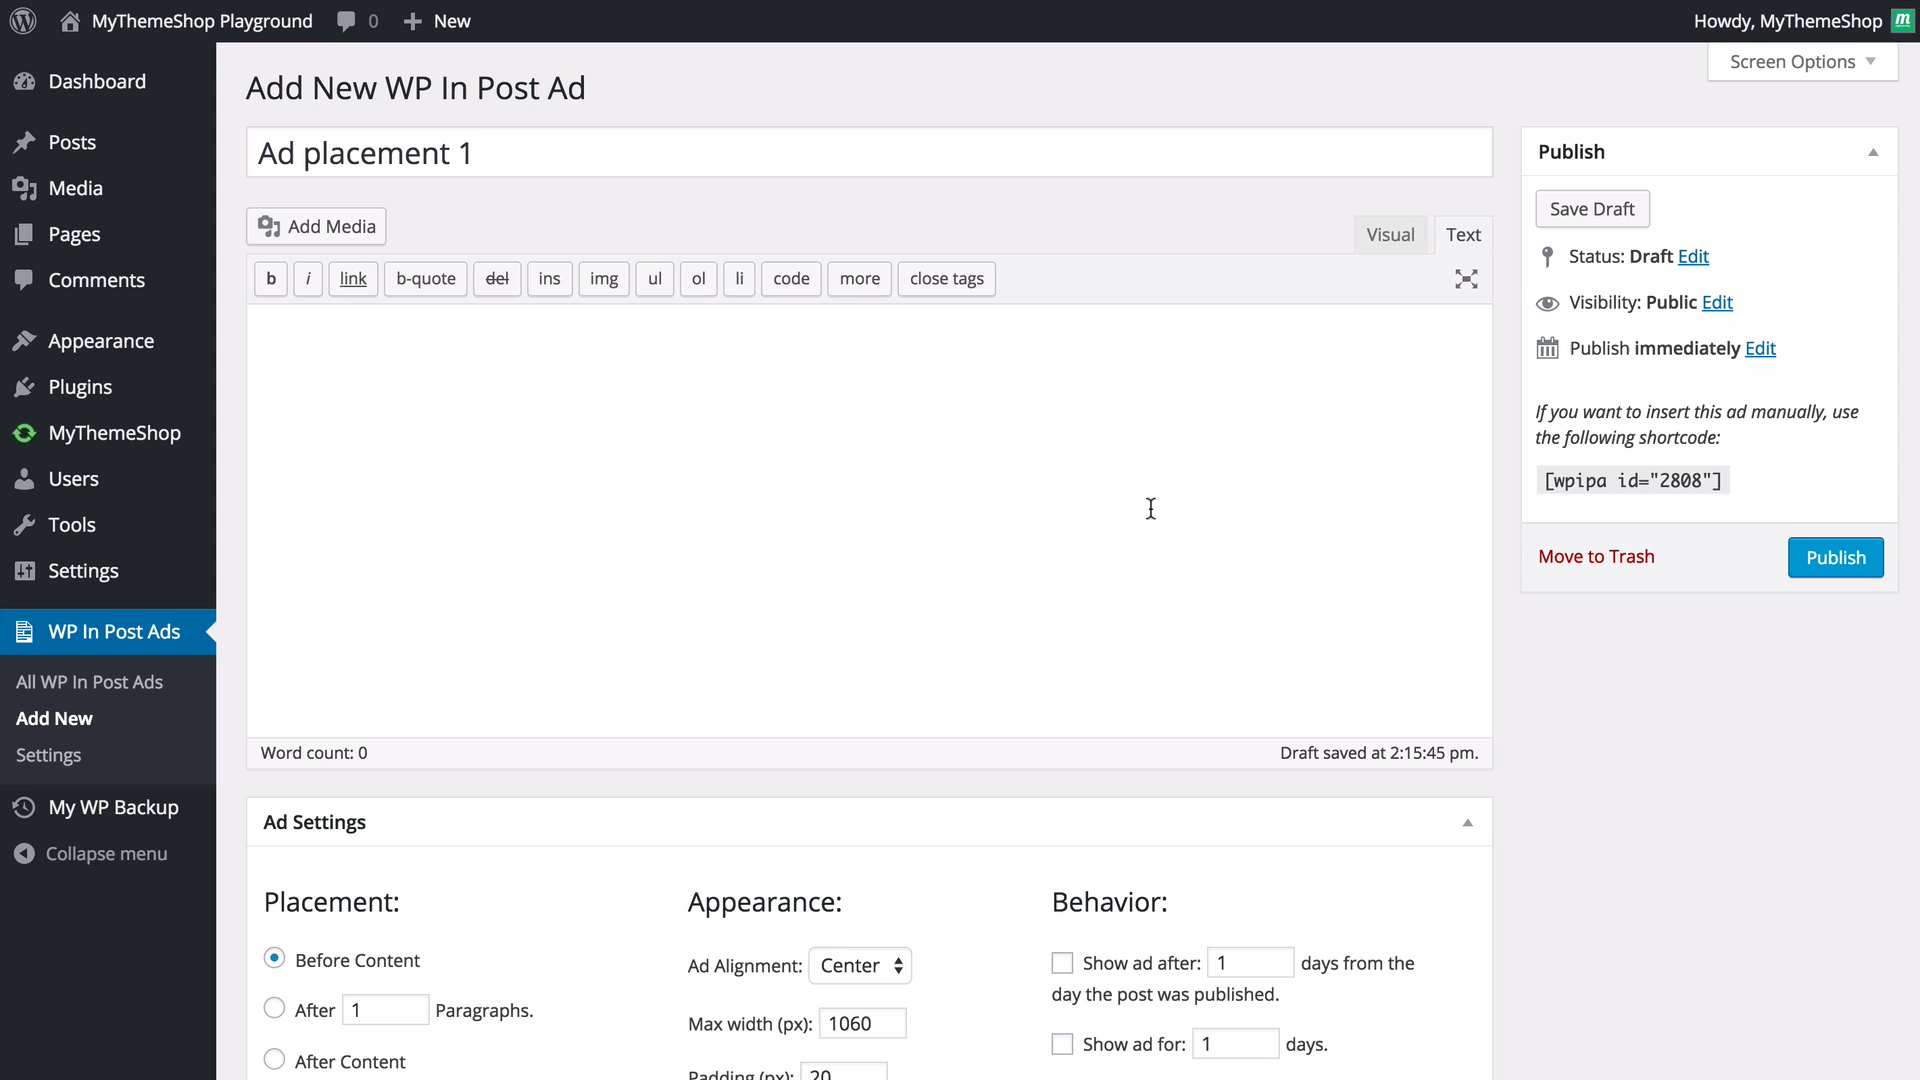 MyThemeShop Playground 0 New Howdy, MyThemeShop m
Screen Options
Dashboard
Posts
Media
Pages
Comments
Appearance
Plugins
MyThemeShop
Users
Tools
Settings
WP In Post Ads
All WP In Post Ads
Add New
Settings
My WP Backup
Collapse menu
Add New WP In Post Ad
Ad placement 1
Add Media
Visual Text
b i link b-quote del ins img ul ol li code more close tags
Word count: 0 Draft saved at 2:15:45 pm.
Publish
Save Draft
Status: Draft Edit
Visibility: Public Edit
Publish immediately Edit
If you want to insert this ad manually, use
the following shortcode:
[wpipa id="2808"]
Move to Trash Publish
Ad Settings
Placement:
Before Content
After 1 Paragraphs.
After Content
Appearance:
Ad Alignment: Center
Max width (px): 1060
Padding (px): 20
Behavior:
Show ad after: 1 days from the
day the post was published.
Show ad for: 1 days.